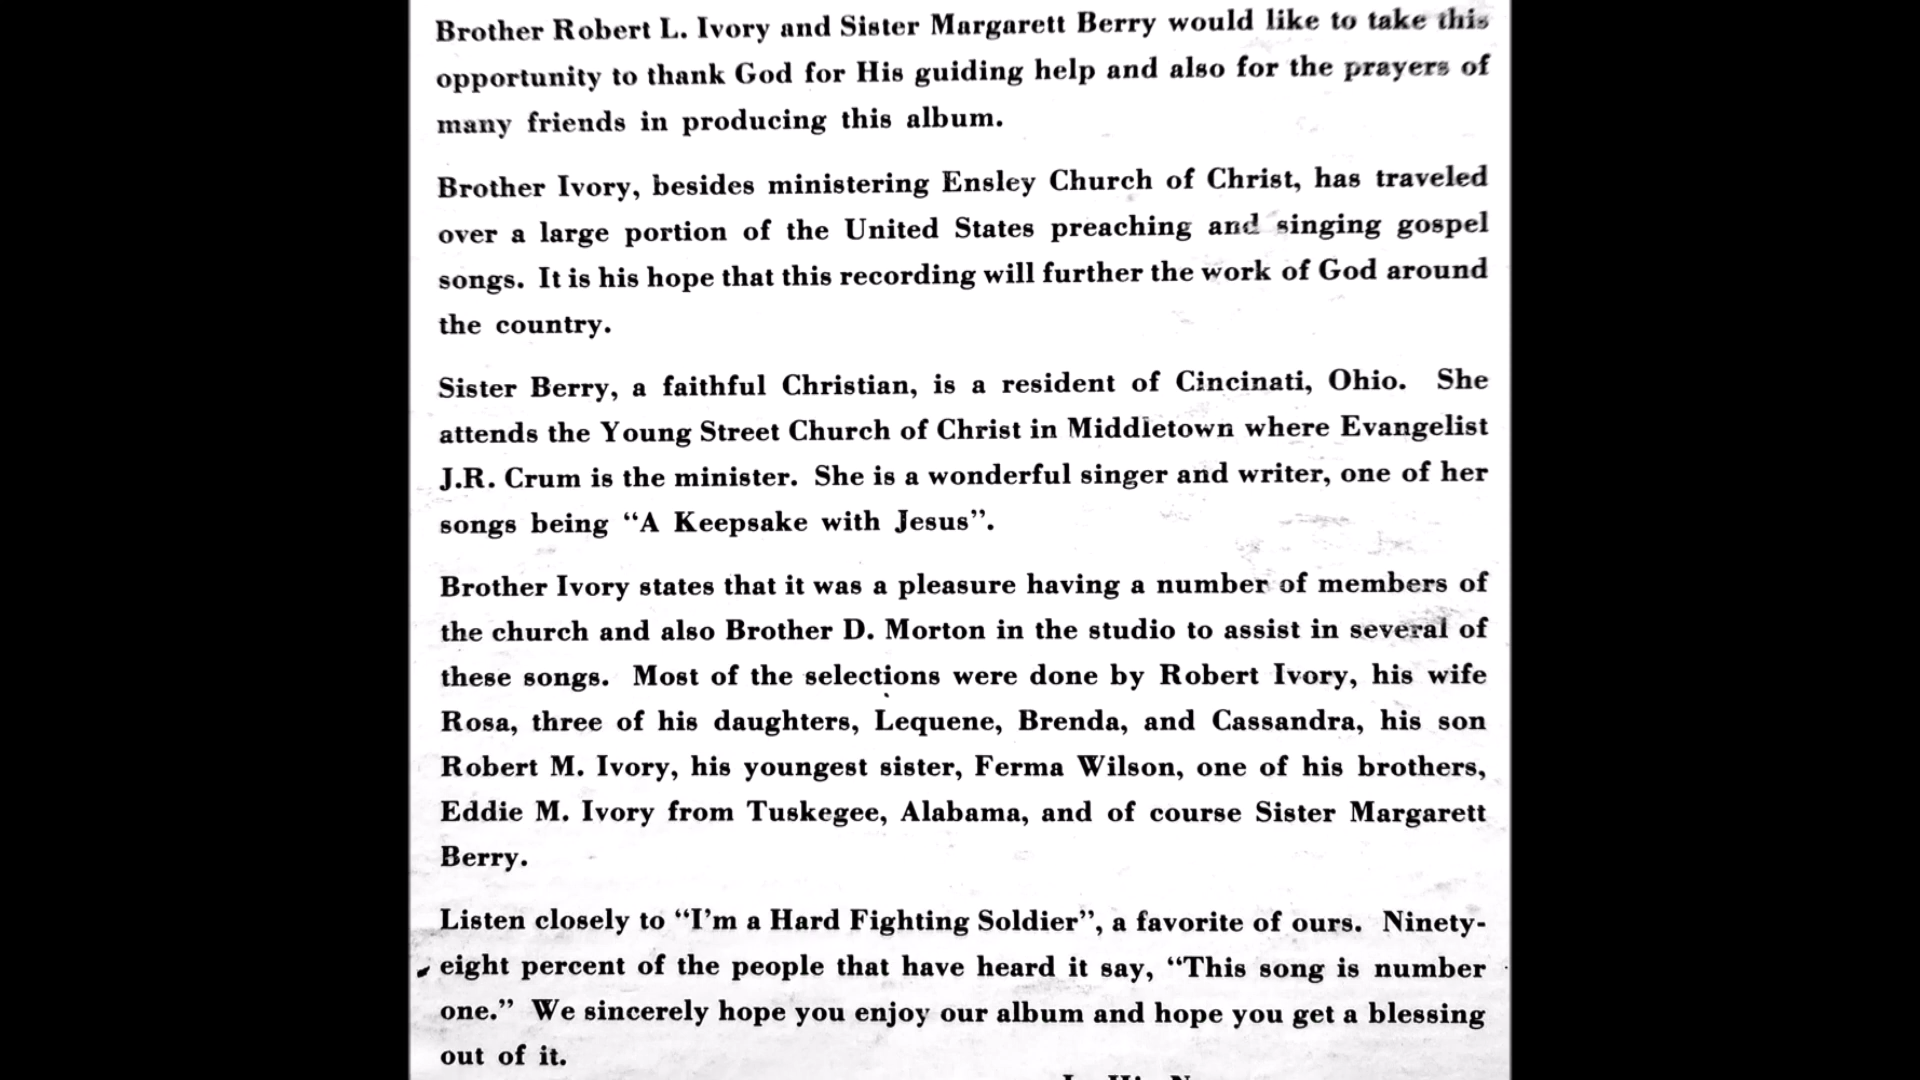 Brother Robert L. Ivory and Sister Margarett Berry would like to take this
opportunity to thank God for His guiding help and also for the prayers of
many friends in producing this album.
Brother Ivory, besides ministering Ensley Church of Christ, has traveled
over a large portion of the United States preaching and singing gospel
songs. It is his hope that this recording will further the work of God around
the country.
Sister Berry, a faithful Christian, is a resident of Cincinati, Ohio. She
attends the Young Street Church of Christ in Middletown where Evangelist
J.R. Crum is the minister. She is a wonderful singer and writer, one of her
songs being “A Keepsake with Jesus”.
Brother Ivory states that it was a pleasure having a number of members of
the church and also Brother D. Morton in the studio to assist in several of
these songs. Most of the selections were done by Robert Ivory, his wife
Rosa, three of his daughters, Lequene, Brenda, and Cassandra, his son
Robert M. Ivory, his youngest sister, Ferma Wilson, one of his brothers,
Eddie M. Ivory from Tuskegee, Alabama, and of course Sister Margarett
Berry.
Listen closely to “I’m a Hard Fighting Soldier”, a favorite of ours. Ninety-
eight percent of the people that have heard it say, “This song is number
one.” We sincerely hope you enjoy our album and hope you get a blessing
out of it.